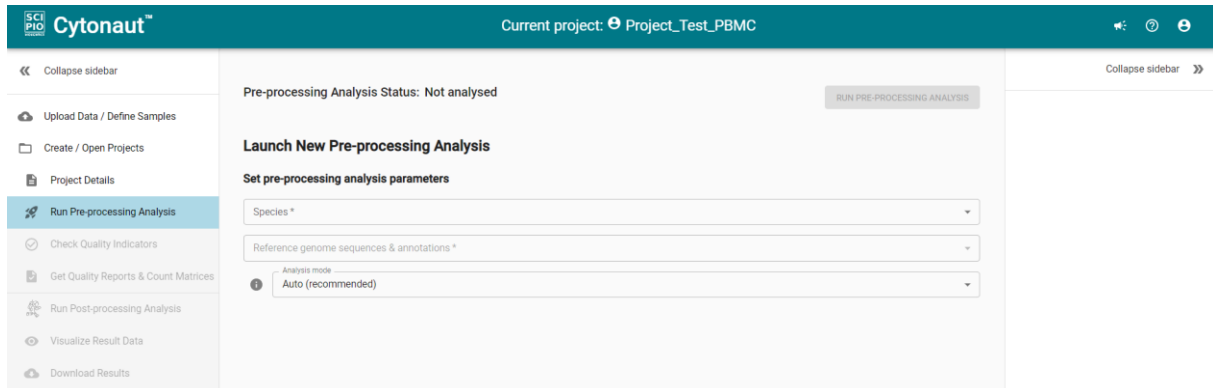 SCI
PIO
Cytonaut™
Current project: Project_Test_PBMC
Collapse sidebar
Upload Data / Define Samples
Create / Open Projects
Project Details
Run Pre-processing Analysis
Check Quality Indicators
Get Quality Reports & Count Matrices
Run Post-processing Analysis
Visualize Result Data
Download Results
Pre-processing Analysis Status: Not analysed
RUN PRE-PROCESSING ANALYSIS
Launch New Pre-processing Analysis
Set pre-processing analysis parameters
Species *
Reference genome sequences & annotations *
Analysis mode
Auto (recommended)
Collapse sidebar